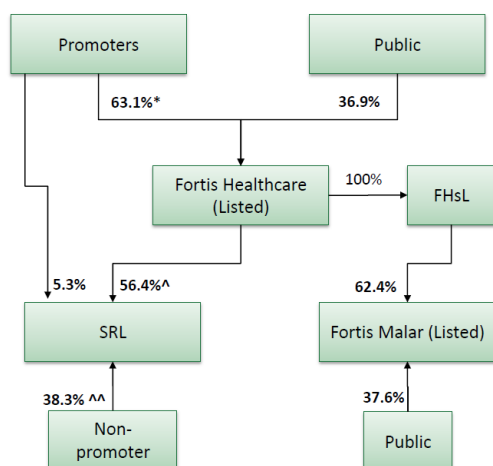 Promoters
Public
63.1%*
36.9%
Fortis Healthcare
(Listed)
100%
FHsL
5.3%
56.4%^
62.4%
SRL
Fortis Malar (Listed)
38.3% ^^
37.6%
Non-
promoter
Public